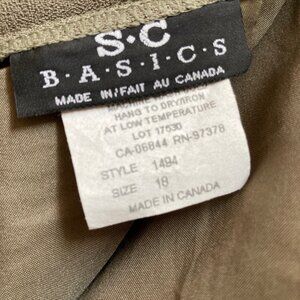 S·C
B·A·S·I·C·S
MADE IN/FAIT AU CANADA
HANG TO DRY/IRON
AT LOW TEMPERATURE
LOT 17530
CA-06844 RN-97378
STYLE 1494
SIZE 18
MADE IN CANADA